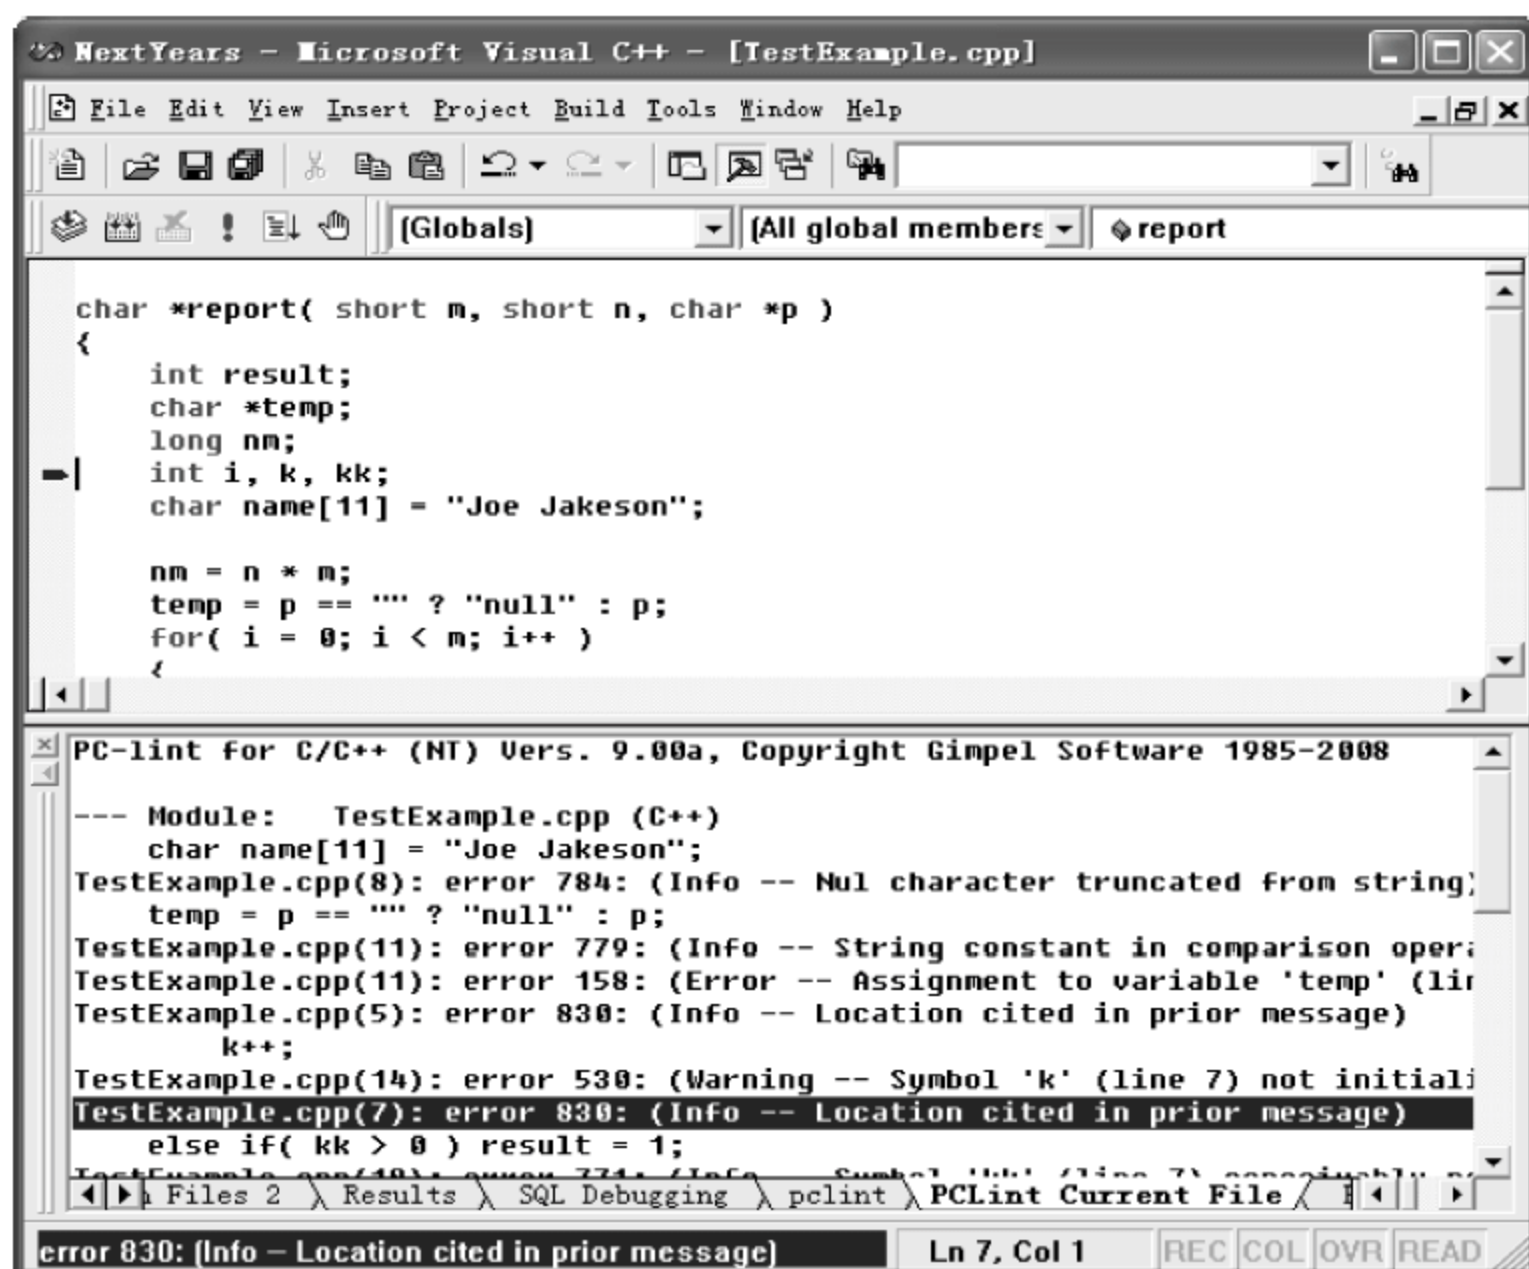 NextYears - Microsoft Visual C++ - [TestExample.cpp]
File Edit View Insert Project Build Tools Window Help
(Globals) (All global members report
char *report( short m, short n, char *p )
{
int result;
char *temp;
long nm;
int i, k, kk;
char name[11] = "Joe Jakeson";
nm = n * m;
temp = p == "" ? "null" : p;
for( i = 0; i < m; i++ )
{
PC-lint for C/C++ (NT) Vers. 9.00a, Copyright Gimpel Software 1985-2008
--- Module: TestExample.cpp (C++)
char name[11] = "Joe Jakeson";
TestExample.cpp(8): error 784: (Info -- Nul character truncated from string)
temp = p == "" ? "null" : p;
TestExample.cpp(11): error 779: (Info -- String constant in comparison opera
TestExample.cpp(11): error 158: (Error -- Assignment to variable 'temp' (lin
TestExample.cpp(5): error 830: (Info -- Location cited in prior message)
k++;
TestExample.cpp(14): error 530: (Warning -- Symbol 'k' (line 7) not initiali
TestExample.cpp(7): error 830: (Info -- Location cited in prior message)
else if( kk > 0 ) result = 1;
Files 2 Results SQL Debugging pclint PCLint Current File
error 830: (Info – Location cited in prior message) Ln 7, Col 1 REC COL OVR READ